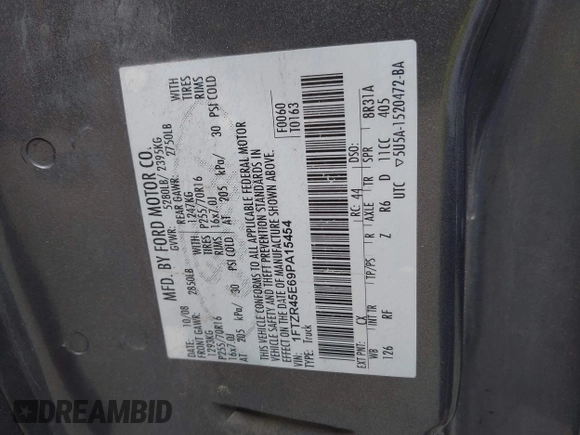 MFD. BY FORD MOTOR CO.
DATE: 10/08 GVWR: 5280LB/ 2395KG
FRONT GAWR: 2850LB REAR GAWR: 2750LB
1293KG WITH 1247KG WITH
P255/70R16 TIRES P255/70R16 TIRES
16x7.0J RIMS 16x7.0J RIMS
AT 205 kPa/ 30 PSI COLD AT 205 kPa/ 30 PSI COLD
THIS VEHICLE CONFORMS TO ALL APPLICABLE FEDERAL MOTOR
VEHICLE SAFETY AND THEFT PREVENTION STANDARDS IN
EFFECT ON THE DATE OF MANUFACTURE SHOWN ABOVE.
VIN: 1FTZR45E69PA15454 F0060
TYPE: Truck T0163
EXT PNT: CX RC: 44 DSO:
WB INT TR TP/PS R AXLE TR SPR 8R31A
126 RF Z R6 D 11CC 405
UTC ▽5U5A-1520472-BA
DREAMBID